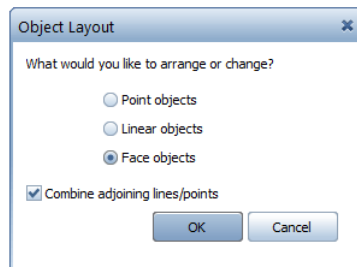 Object Layout
What would you like to arrange or change?
Point objects
Linear objects
Face objects
Combine adjoining lines/points
OK Cancel